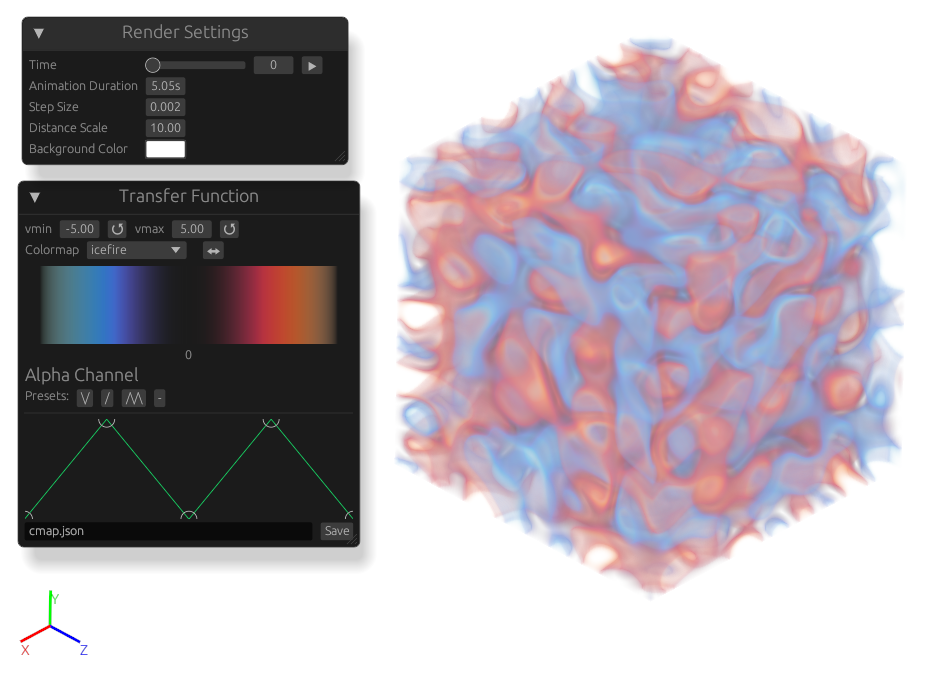 Render Settings
Time 0
Animation Duration 5.05s
Step Size 0.002
Distance Scale 10.00
Background Color
Transfer Function
vmin -5.00 vmax 5.00
Colormap icefire
0
Alpha Channel
Presets: V / /\/\ -
cmap.json Save
Y
X Z